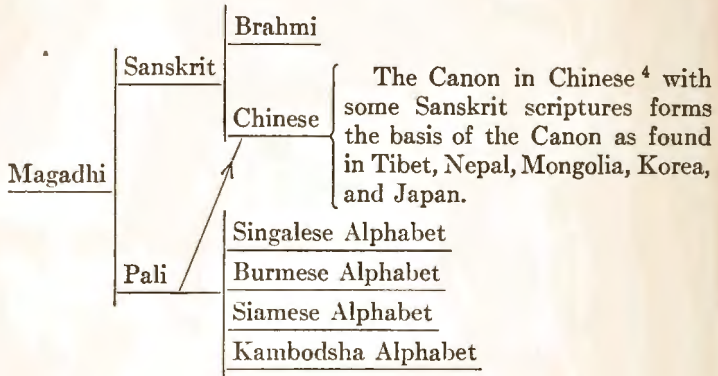 Brahmi
Sanskrit
Chinese
The Canon in Chinese 4 with
some Sanskrit scriptures forms
the basis of the Canon as found
in Tibet, Nepal, Mongolia, Korea,
and Japan.
Magadhi
Singalese Alphabet
Pali
Burmese Alphabet
Siamese Alphabet
Kambodsha Alphabet